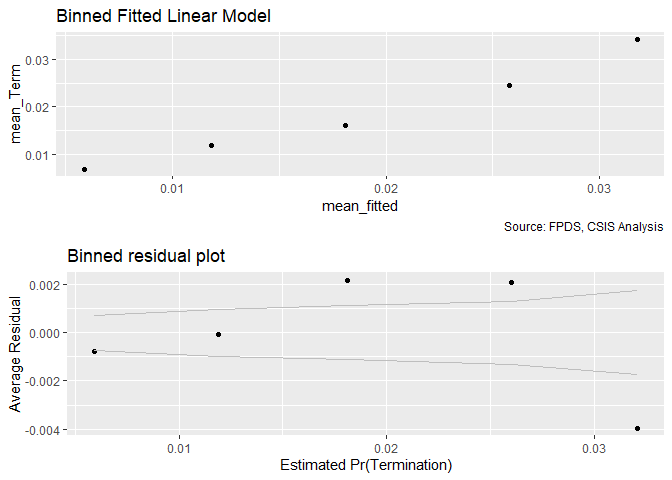 Binned Fitted Linear Model
mean_Term
0.03
0.02
0.01
0.01 0.02 0.03
mean_fitted
Source: FPDS, CSIS Analysis
Binned residual plot
Average Residual
0.002
0.000
-0.002
-0.004
0.01 0.02 0.03
Estimated Pr(Termination)